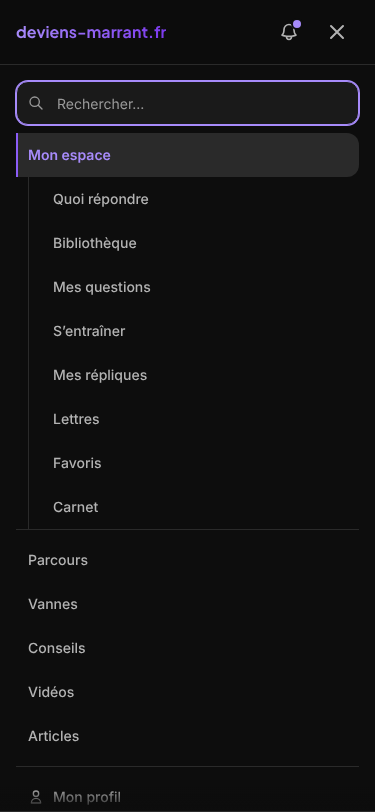 deviens-marrant.fr
Rechercher...
Mon espace
Quoi répondre
Bibliothèque
Mes questions
S’entraîner
Mes répliques
Lettres
Favoris
Carnet
Parcours
Vannes
Conseils
Vidéos
Articles
Mon profil